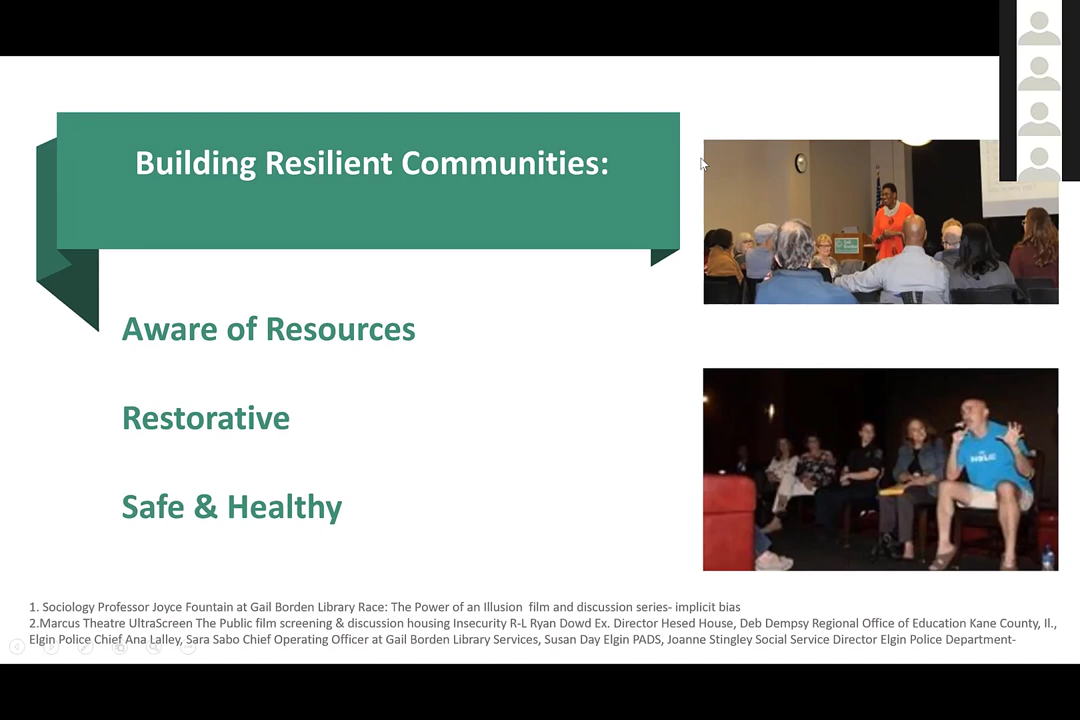 Building Resilient Communities:
Aware of Resources
Restorative
Safe & Healthy
1. Sociology Professor Joyce Fountain at Gail Borden Library Race: The Power of an Illusion  film and discussion series- implicit bias
2.Marcus Theatre UltraScreen The Public film screening & discussion housing Insecurity R-L Ryan Dowd Ex. Director Hesed House, Deb Dempsy Regional Office of Education Kane County, Il.,
Elgin Police Chief Ana Lalley, Sara Sabo Chief Operating Officer at Gail Borden Library Services, Susan Day Elgin PADS, Joanne Stingley Social Service Director Elgin Police Department-